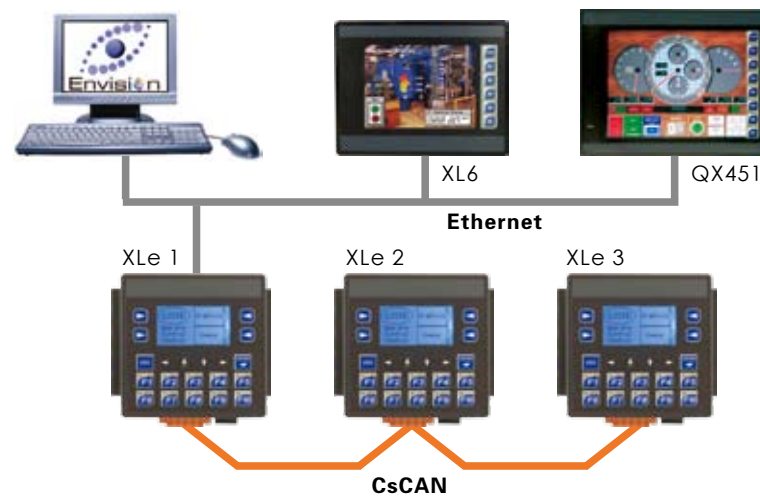 Envision
XL6
QX451
Ethernet
XLe 1
XLe 2
XLe 3
CsCAN